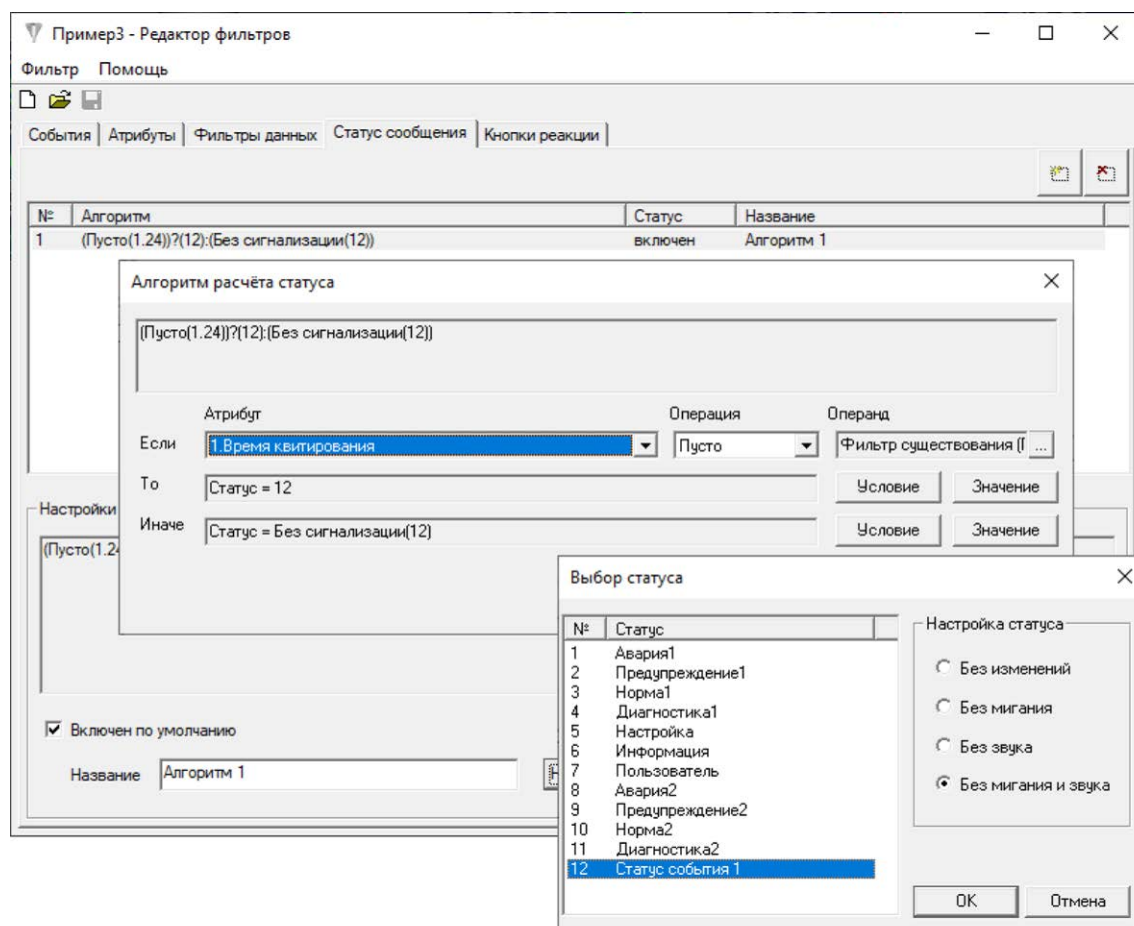 Пример3 - Редактор фильтров
Фильтр Помощь
События Атрибуты Фильтры данных Статус сообщения Кнопки реакции
№ Алгоритм Статус Название
1 (Пусто(1.24))?(12):(Без сигнализации(12)) включен Алгоритм 1
Алгоритм расчёта статуса
(Пусто(1.24))?(12):(Без сигнализации(12))
Атрибут Операция Операнд
Если 1.Время квитирования Пусто Фильтр существования (Г ...
То Статус = 12 Условие Значение
Иначе Статус = Без сигнализации(12) Условие Значение
Настройки
(Пусто(1.24
Включен по умолчанию
Название Алгоритм 1
Выбор статуса
№ Статус
1 Авария1
2 Предупреждение1
3 Норма1
4 Диагностика1
5 Настройка
6 Информация
7 Пользователь
8 Авария2
9 Предупреждение2
10 Норма2
11 Диагностика2
12 Статус события 1
Настройка статуса
Без изменений
Без мигания
Без звука
Без мигания и звука
OK Отмена